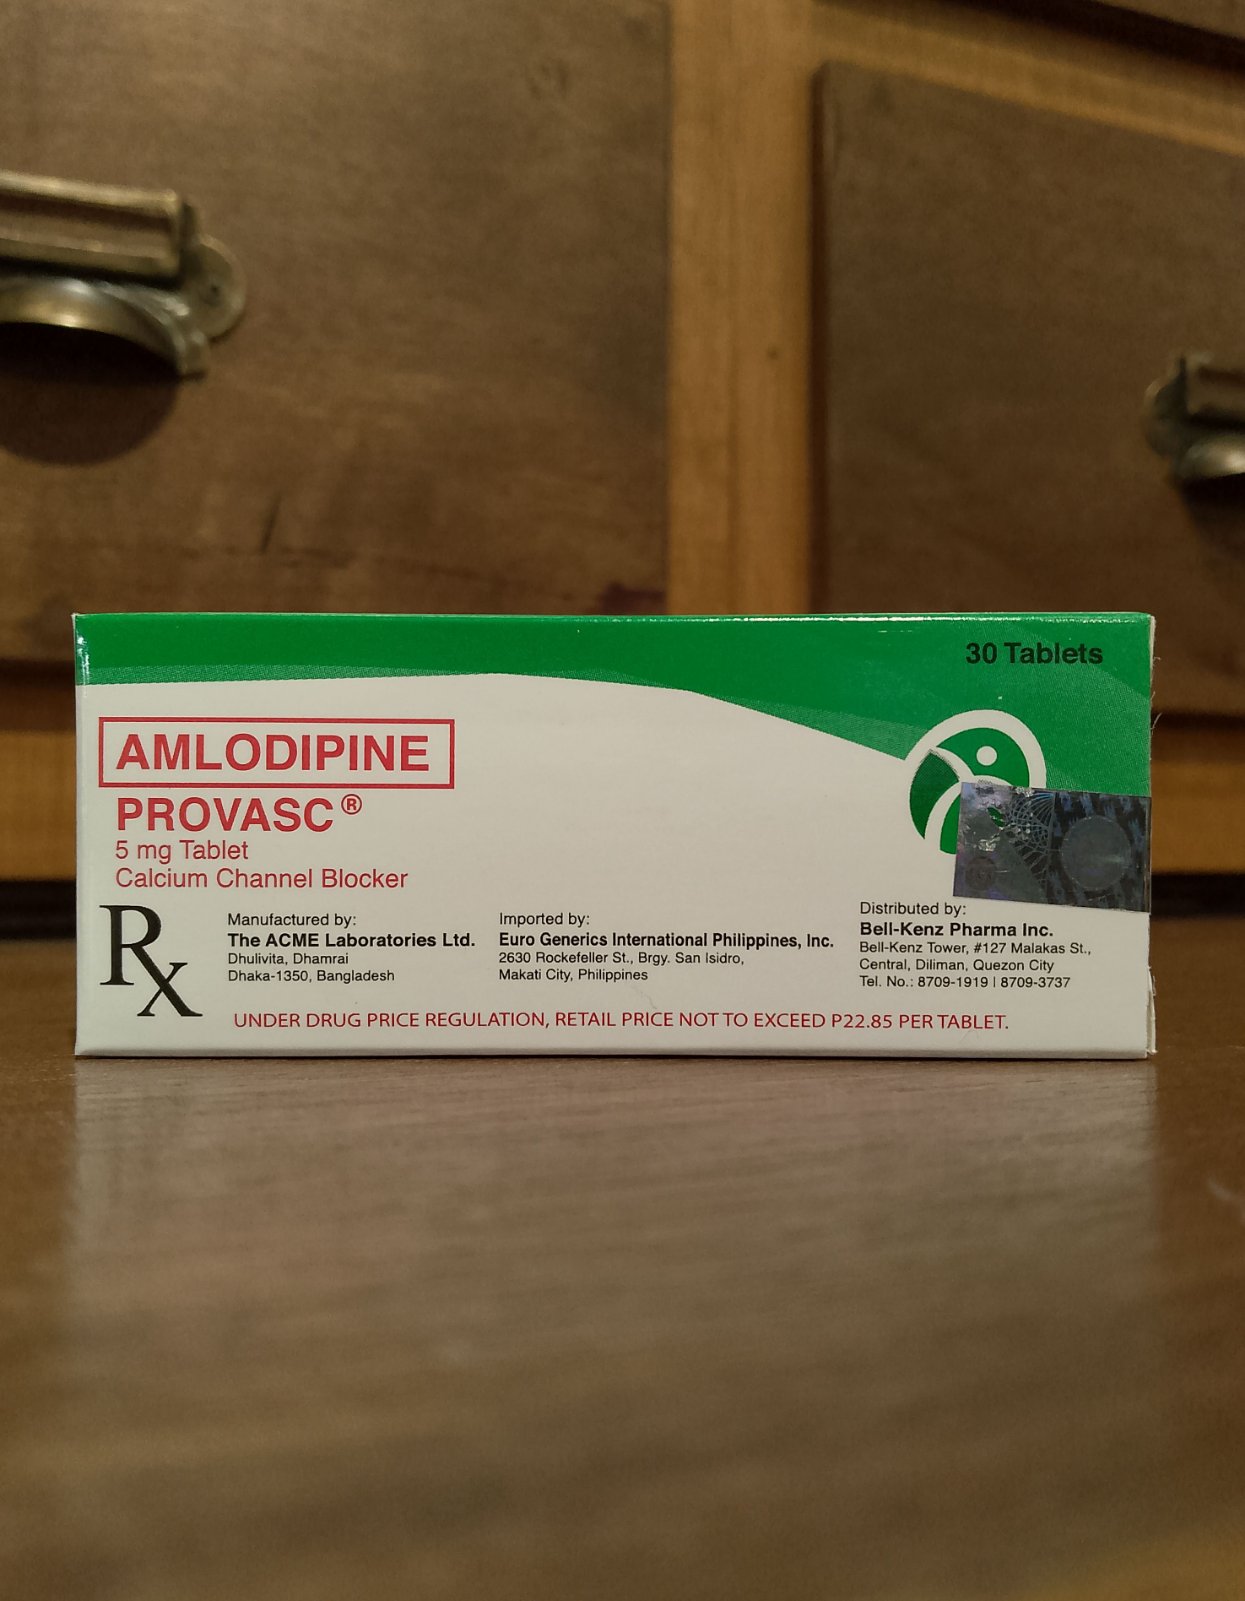 30 Tablets
AMLODIPINE
PROVASC®
5 mg Tablet
Calcium Channel Blocker
Rx
Manufactured by:
The ACME Laboratories Ltd.
Dhulivita, Dhamrai
Dhaka-1350, Bangladesh
Imported by:
Euro Generics International Philippines, Inc.
2630 Rockefeller St., Brgy. San Isidro,
Makati City, Philippines
Distributed by:
Bell-Kenz Pharma Inc.
Bell-Kenz Tower, #127 Malakas St.,
Central, Diliman, Quezon City
Tel. No.: 8709-1919 | 8709-3737
UNDER DRUG PRICE REGULATION, RETAIL PRICE NOT TO EXCEED P22.85 PER TABLET.